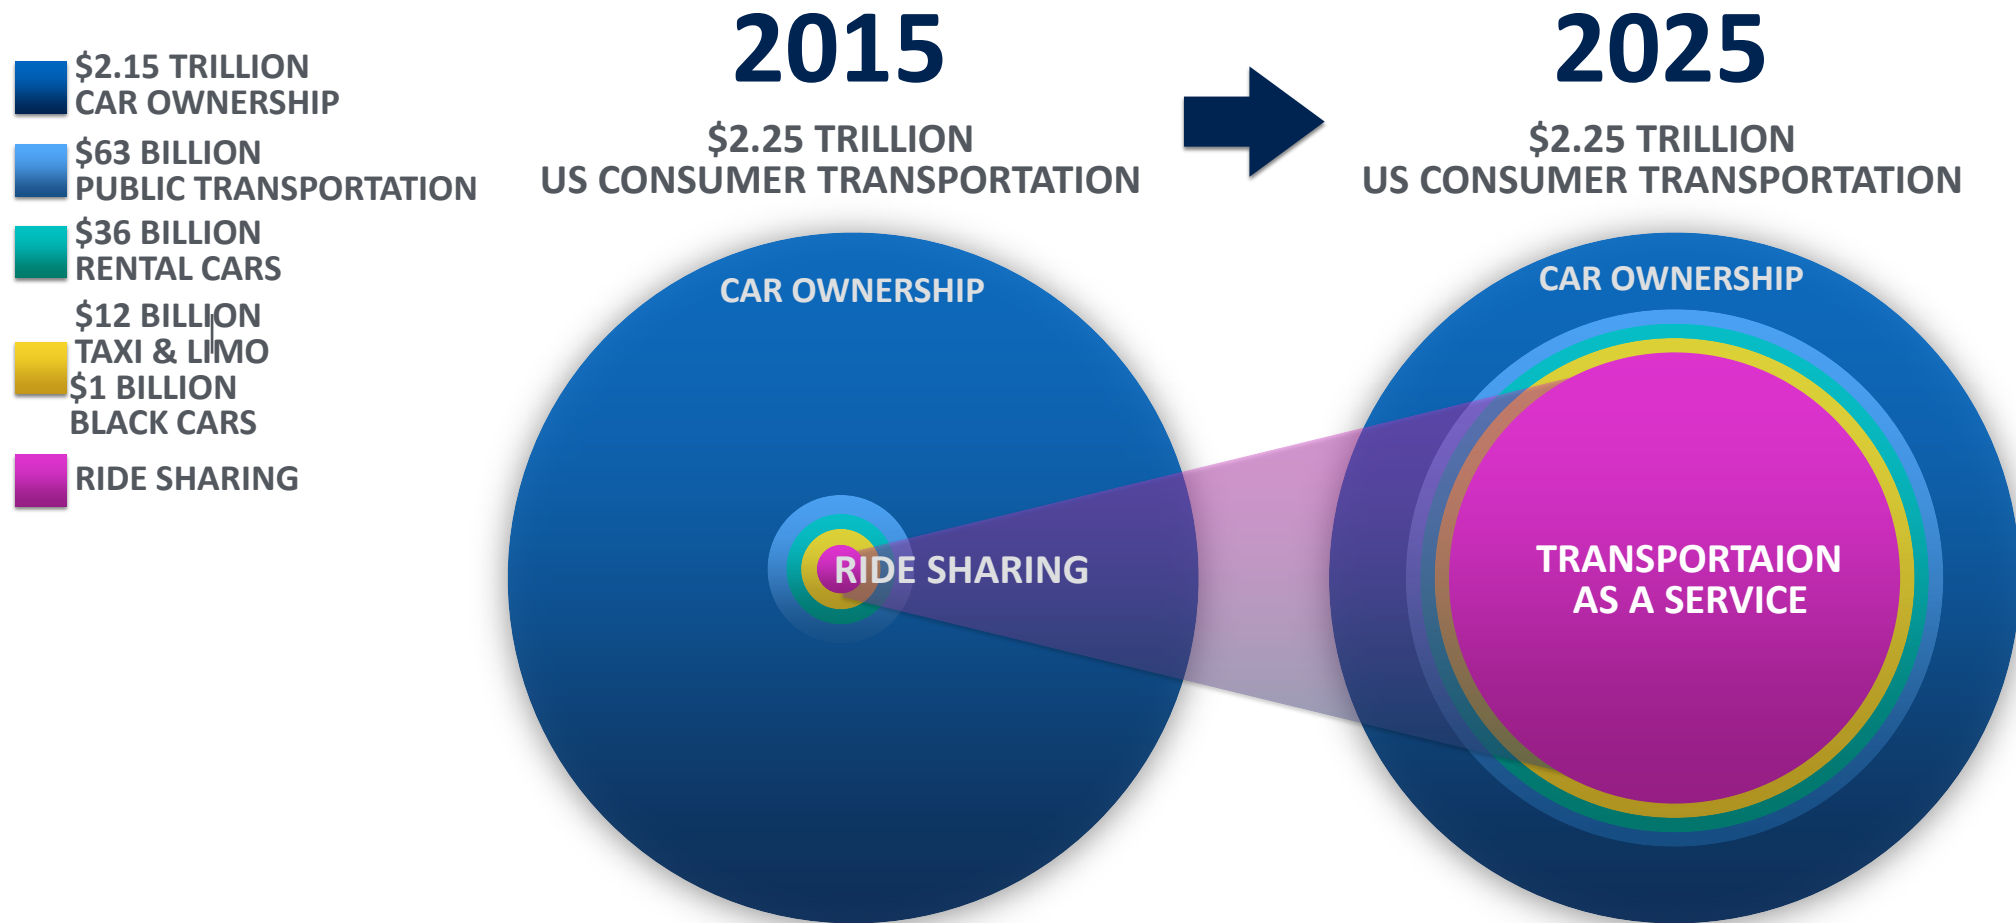 $2.15 TRILLION
CAR OWNERSHIP
$63 BILLION
PUBLIC TRANSPORTATION
$36 BILLION
RENTAL CARS
$12 BILLION
TAXI & LIMO
$1 BILLION
BLACK CARS
RIDE SHARING
2015
$2.25 TRILLION
US CONSUMER TRANSPORTATION
CAR OWNERSHIP
RIDE SHARING
2025
$2.25 TRILLION
US CONSUMER TRANSPORTATION
CAR OWNERSHIP
TRANSPORTAION
AS A SERVICE